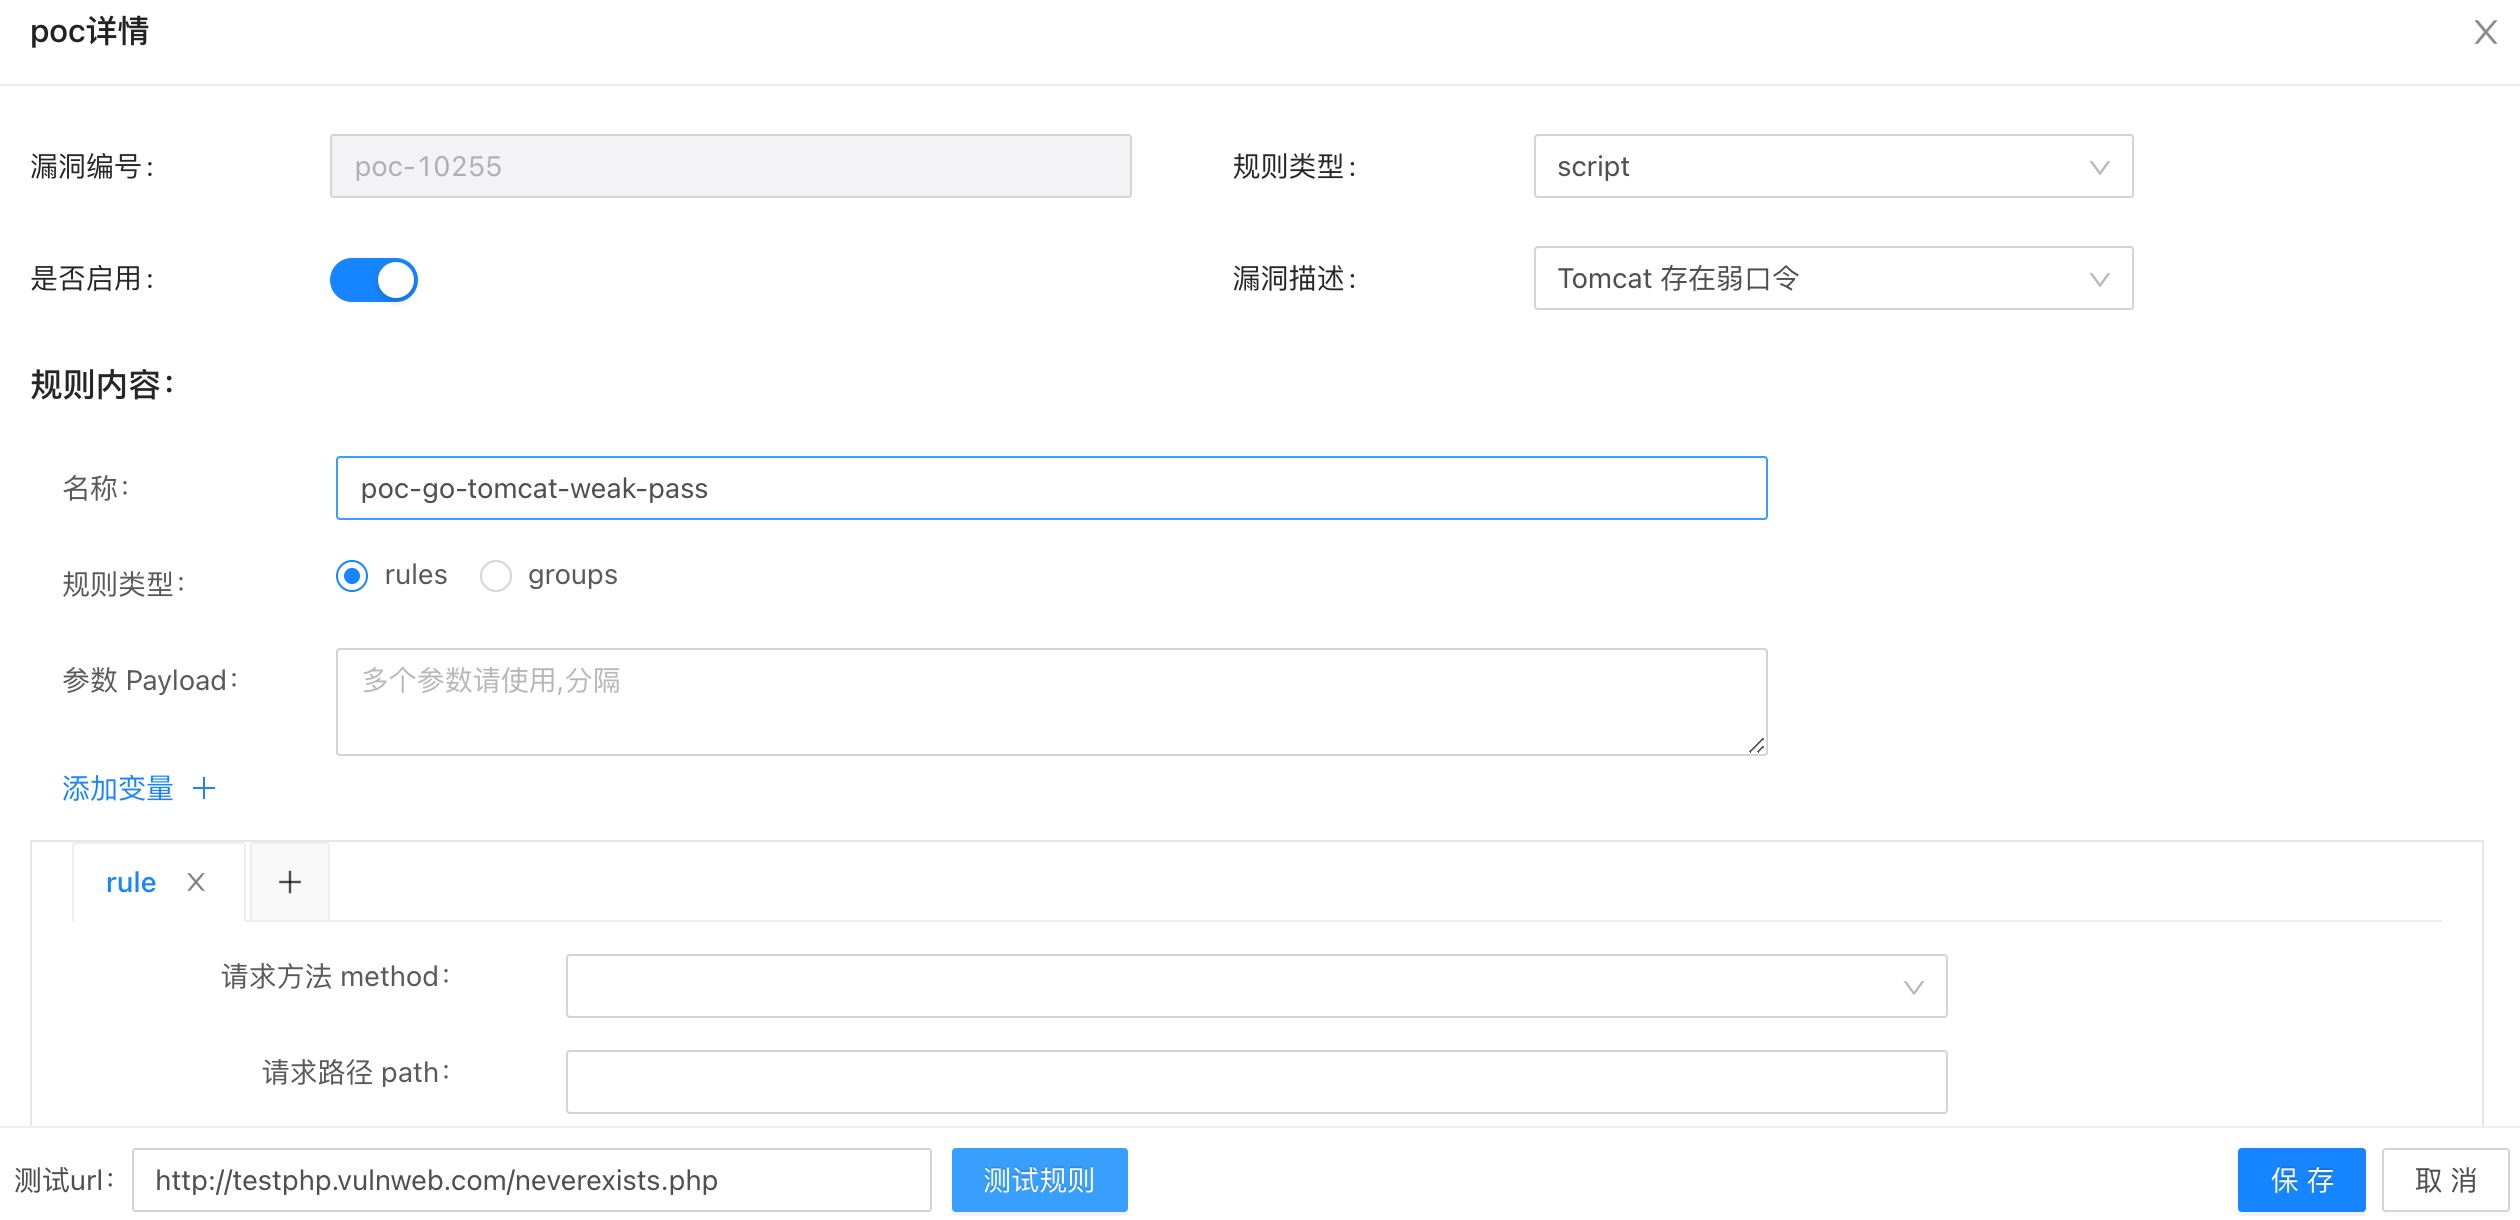 poc详情
漏洞编号: poc-10255 规则类型: script
是否启用: 漏洞描述: Tomcat 存在弱口令
规则内容:
名称: poc-go-tomcat-weak-pass
规则类型: rules groups
参数 Payload: 多个参数请使用,分隔
添加变量 +
rule X +
请求方法 method:
请求路径 path:
测试url: http://testphp.vulnweb.com/neverexists.php 测试规则 保 存 取 消